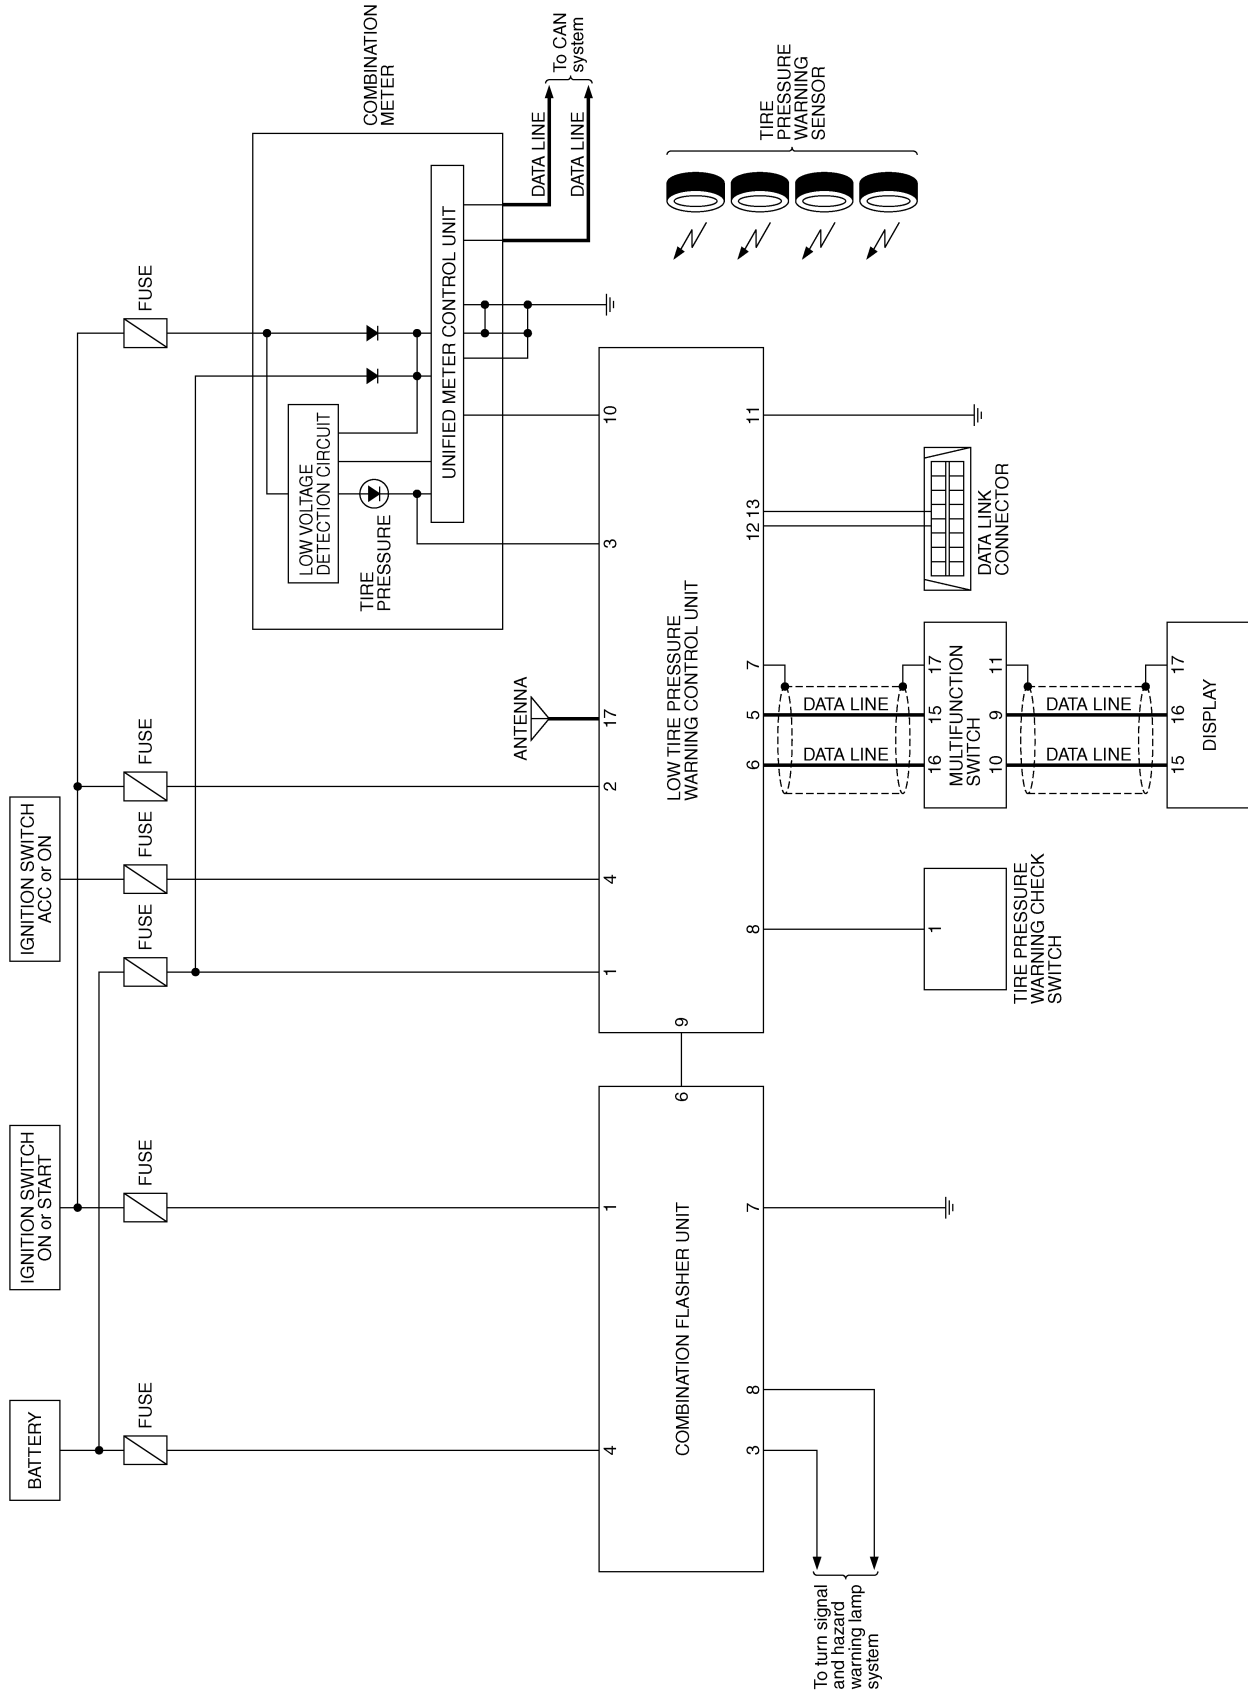 BATTERY
IGNITION SWITCH
ON or START
IGNITION SWITCH
ACC or ON
FUSE
FUSE
FUSE
FUSE
FUSE
FUSE
COMBINATION
METER
LOW VOLTAGE
DETECTION CIRCUIT
TIRE
PRESSURE
UNIFIED METER CONTROL UNIT
DATA LINE
DATA LINE
To CAN
system
ANTENNA
TIRE
PRESSURE
WARNING
SENSOR
4
1
COMBINATION FLASHER UNIT
6
3
8
7
To turn signal
and hazard
warning lamp
system
1
4
2
17
3
10
9
LOW TIRE PRESSURE
WARNING CONTROL UNIT
8
6
5
7
12
13
11
DATA LINE
DATA LINE
1
TIRE PRESSURE
WARNING CHECK
SWITCH
16
15
17
MULTIFUNCTION
SWITCH
10
9
11
DATA LINK
CONNECTOR
DATA LINE
DATA LINE
15
16
17
DISPLAY